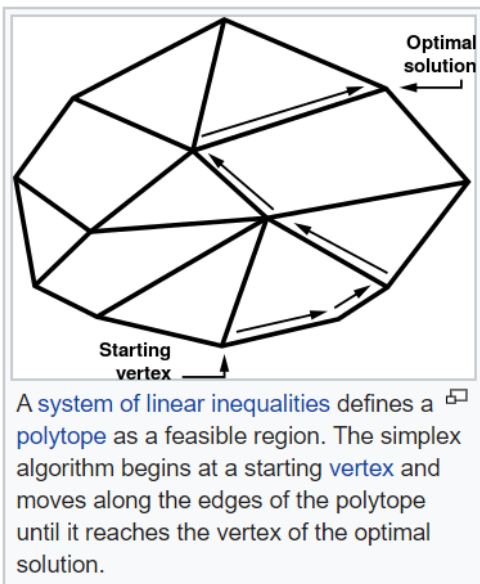 Optimal
solution
Starting
vertex
A system of linear inequalities defines a
polytope as a feasible region. The simplex
algorithm begins at a starting vertex and
moves along the edges of the polytope
until it reaches the vertex of the optimal
solution.